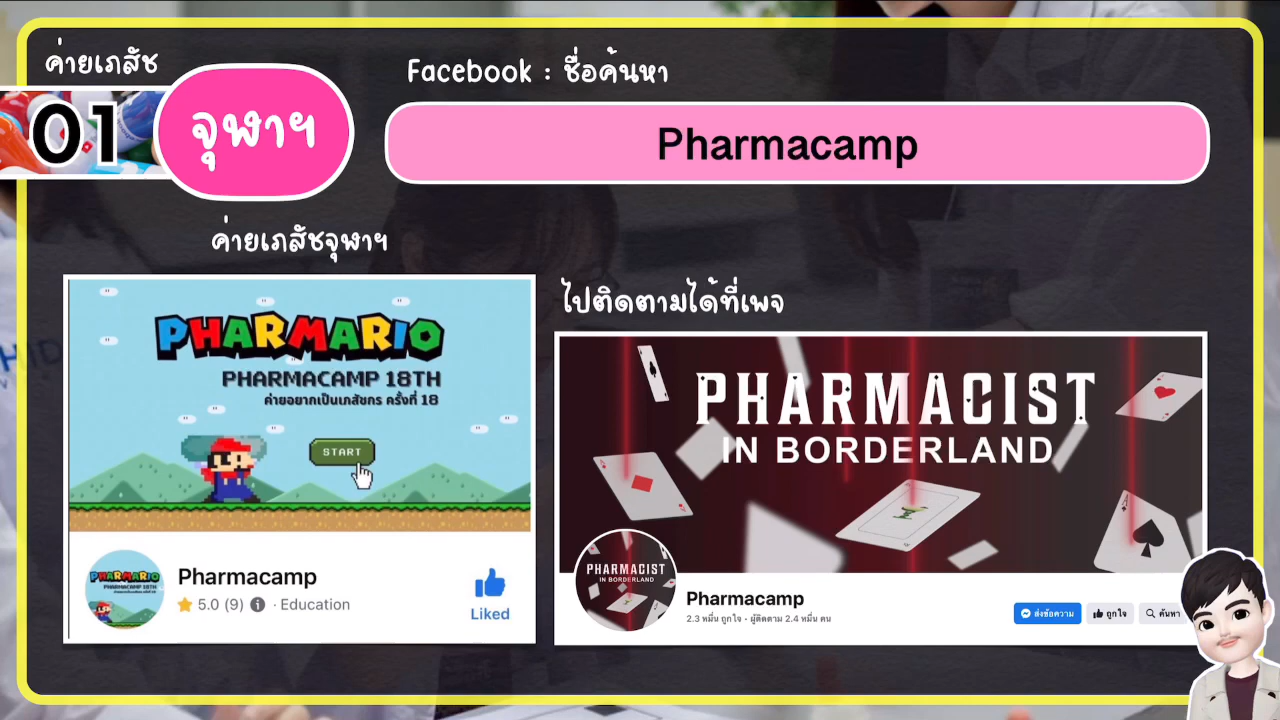 ค่ายเภสัช
01
จุฬาฯ
Facebook : ชื่อค้นหา
Pharmacamp
ค่ายเภสัชจุฬาฯ
PHARMARIO
PHARMACAMP 18TH
ค่ายอยากเป็นเภสัชกร ครั้งที่ 18
START
PHARMARIO
PHARMACAMP 18TH
Pharmacamp
5.0 (9) · Education
Liked
ไปติดตามได้ที่เพจ
PHARMACIST
IN BORDERLAND
PHARMACIST
IN BORDERLAND
Pharmacamp
2.3 หมื่น ถูกใจ • ผู้ติดตาม 2.4 หมื่น คน
ส่งข้อความ
ถูกใจ
ค้นหา